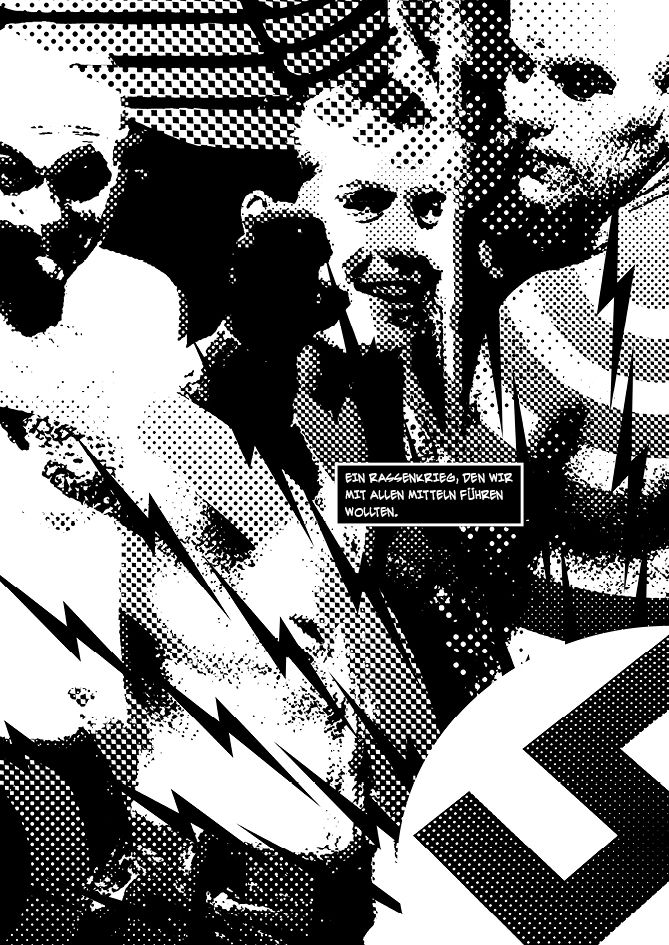 EIN RASSENKRIEG, DEN WIR
MIT ALLEN MITTELN FÜHREN
WOLLTEN.